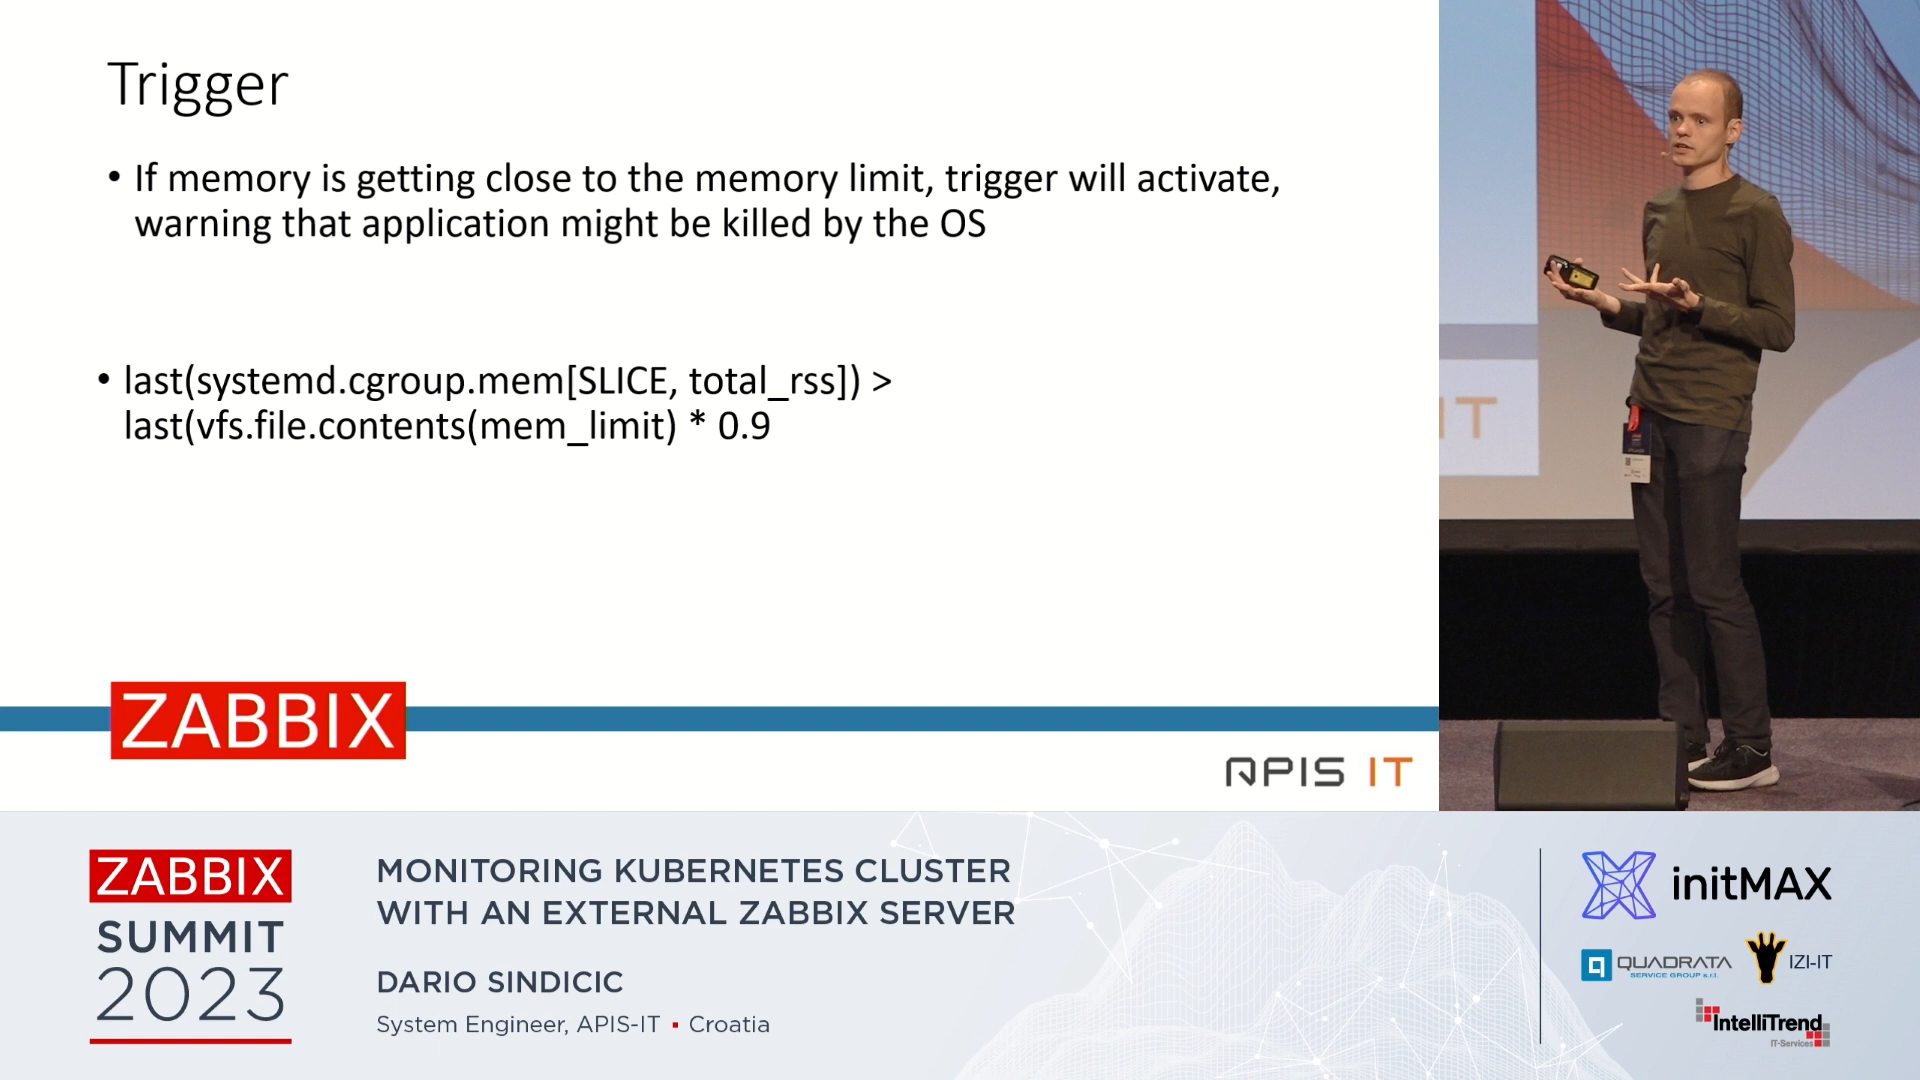 Trigger
• If memory is getting close to the memory limit, trigger will activate,
warning that application might be killed by the OS
• last(systemd.cgroup.mem[SLICE, total_rss]) >
last(vfs.file.contents(mem_limit) * 0.9
ZABBIX
APIS IT
IT
ZABBIX
SUMMIT
2023
MONITORING KUBERNETES CLUSTER
WITH AN EXTERNAL ZABBIX SERVER
DARIO SINDICIC
System Engineer, APIS-IT ▪ Croatia
initMAX
QUADRATA
SERVICE GROUP s.r.l.
IZI-IT
IntelliTrend
IT-Services